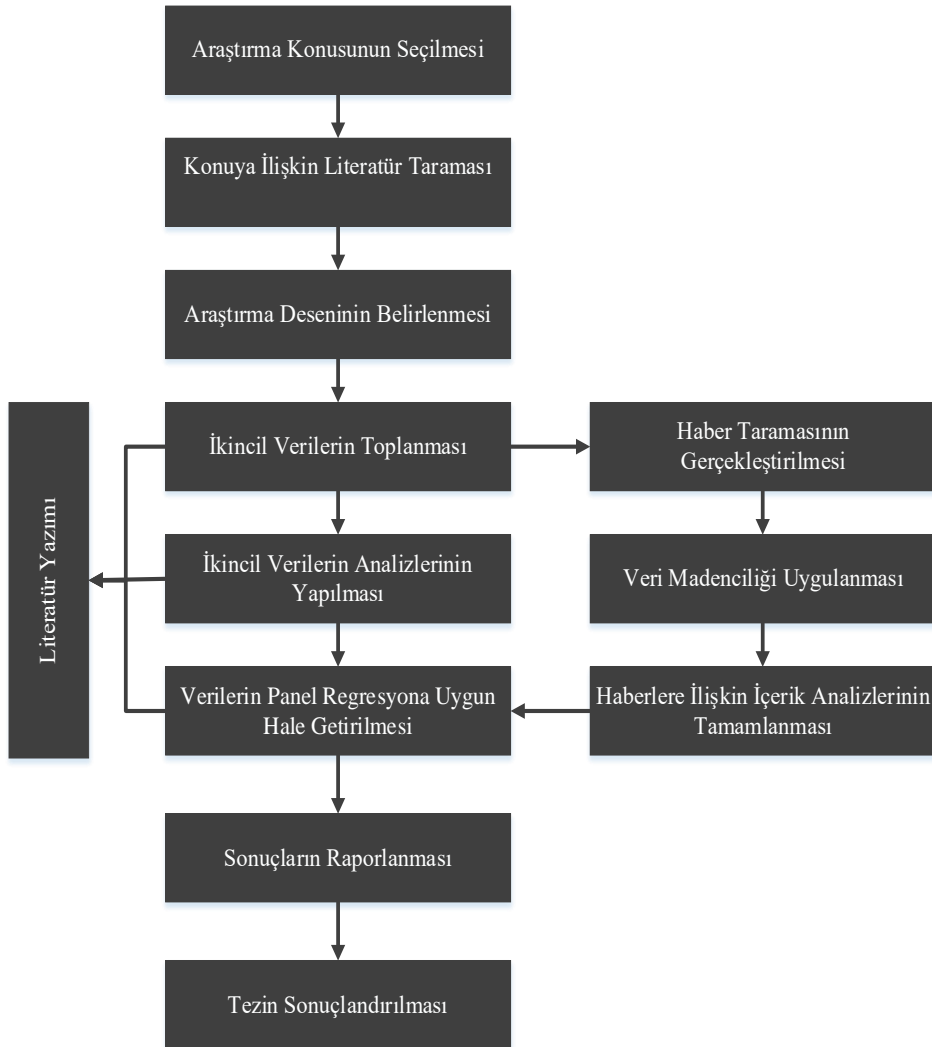 Araştırma Konusunun Seçilmesi
Konuya İlişkin Literatür Taraması
Araştırma Deseninin Belirlenmesi
Literatür Yazımı
İkincil Verilerin Toplanması
Haber Taramasının
Gerçekleştirilmesi
İkincil Verilerin Analizlerinin
Yapılması
Veri Madenciliği Uygulanması
Verilerin Panel Regresyona Uygun
Hale Getirilmesi
Haberlere İlişkin İçerik Analizlerinin
Tamamlanması
Sonuçların Raporlanması
Tezin Sonuçlandırılması